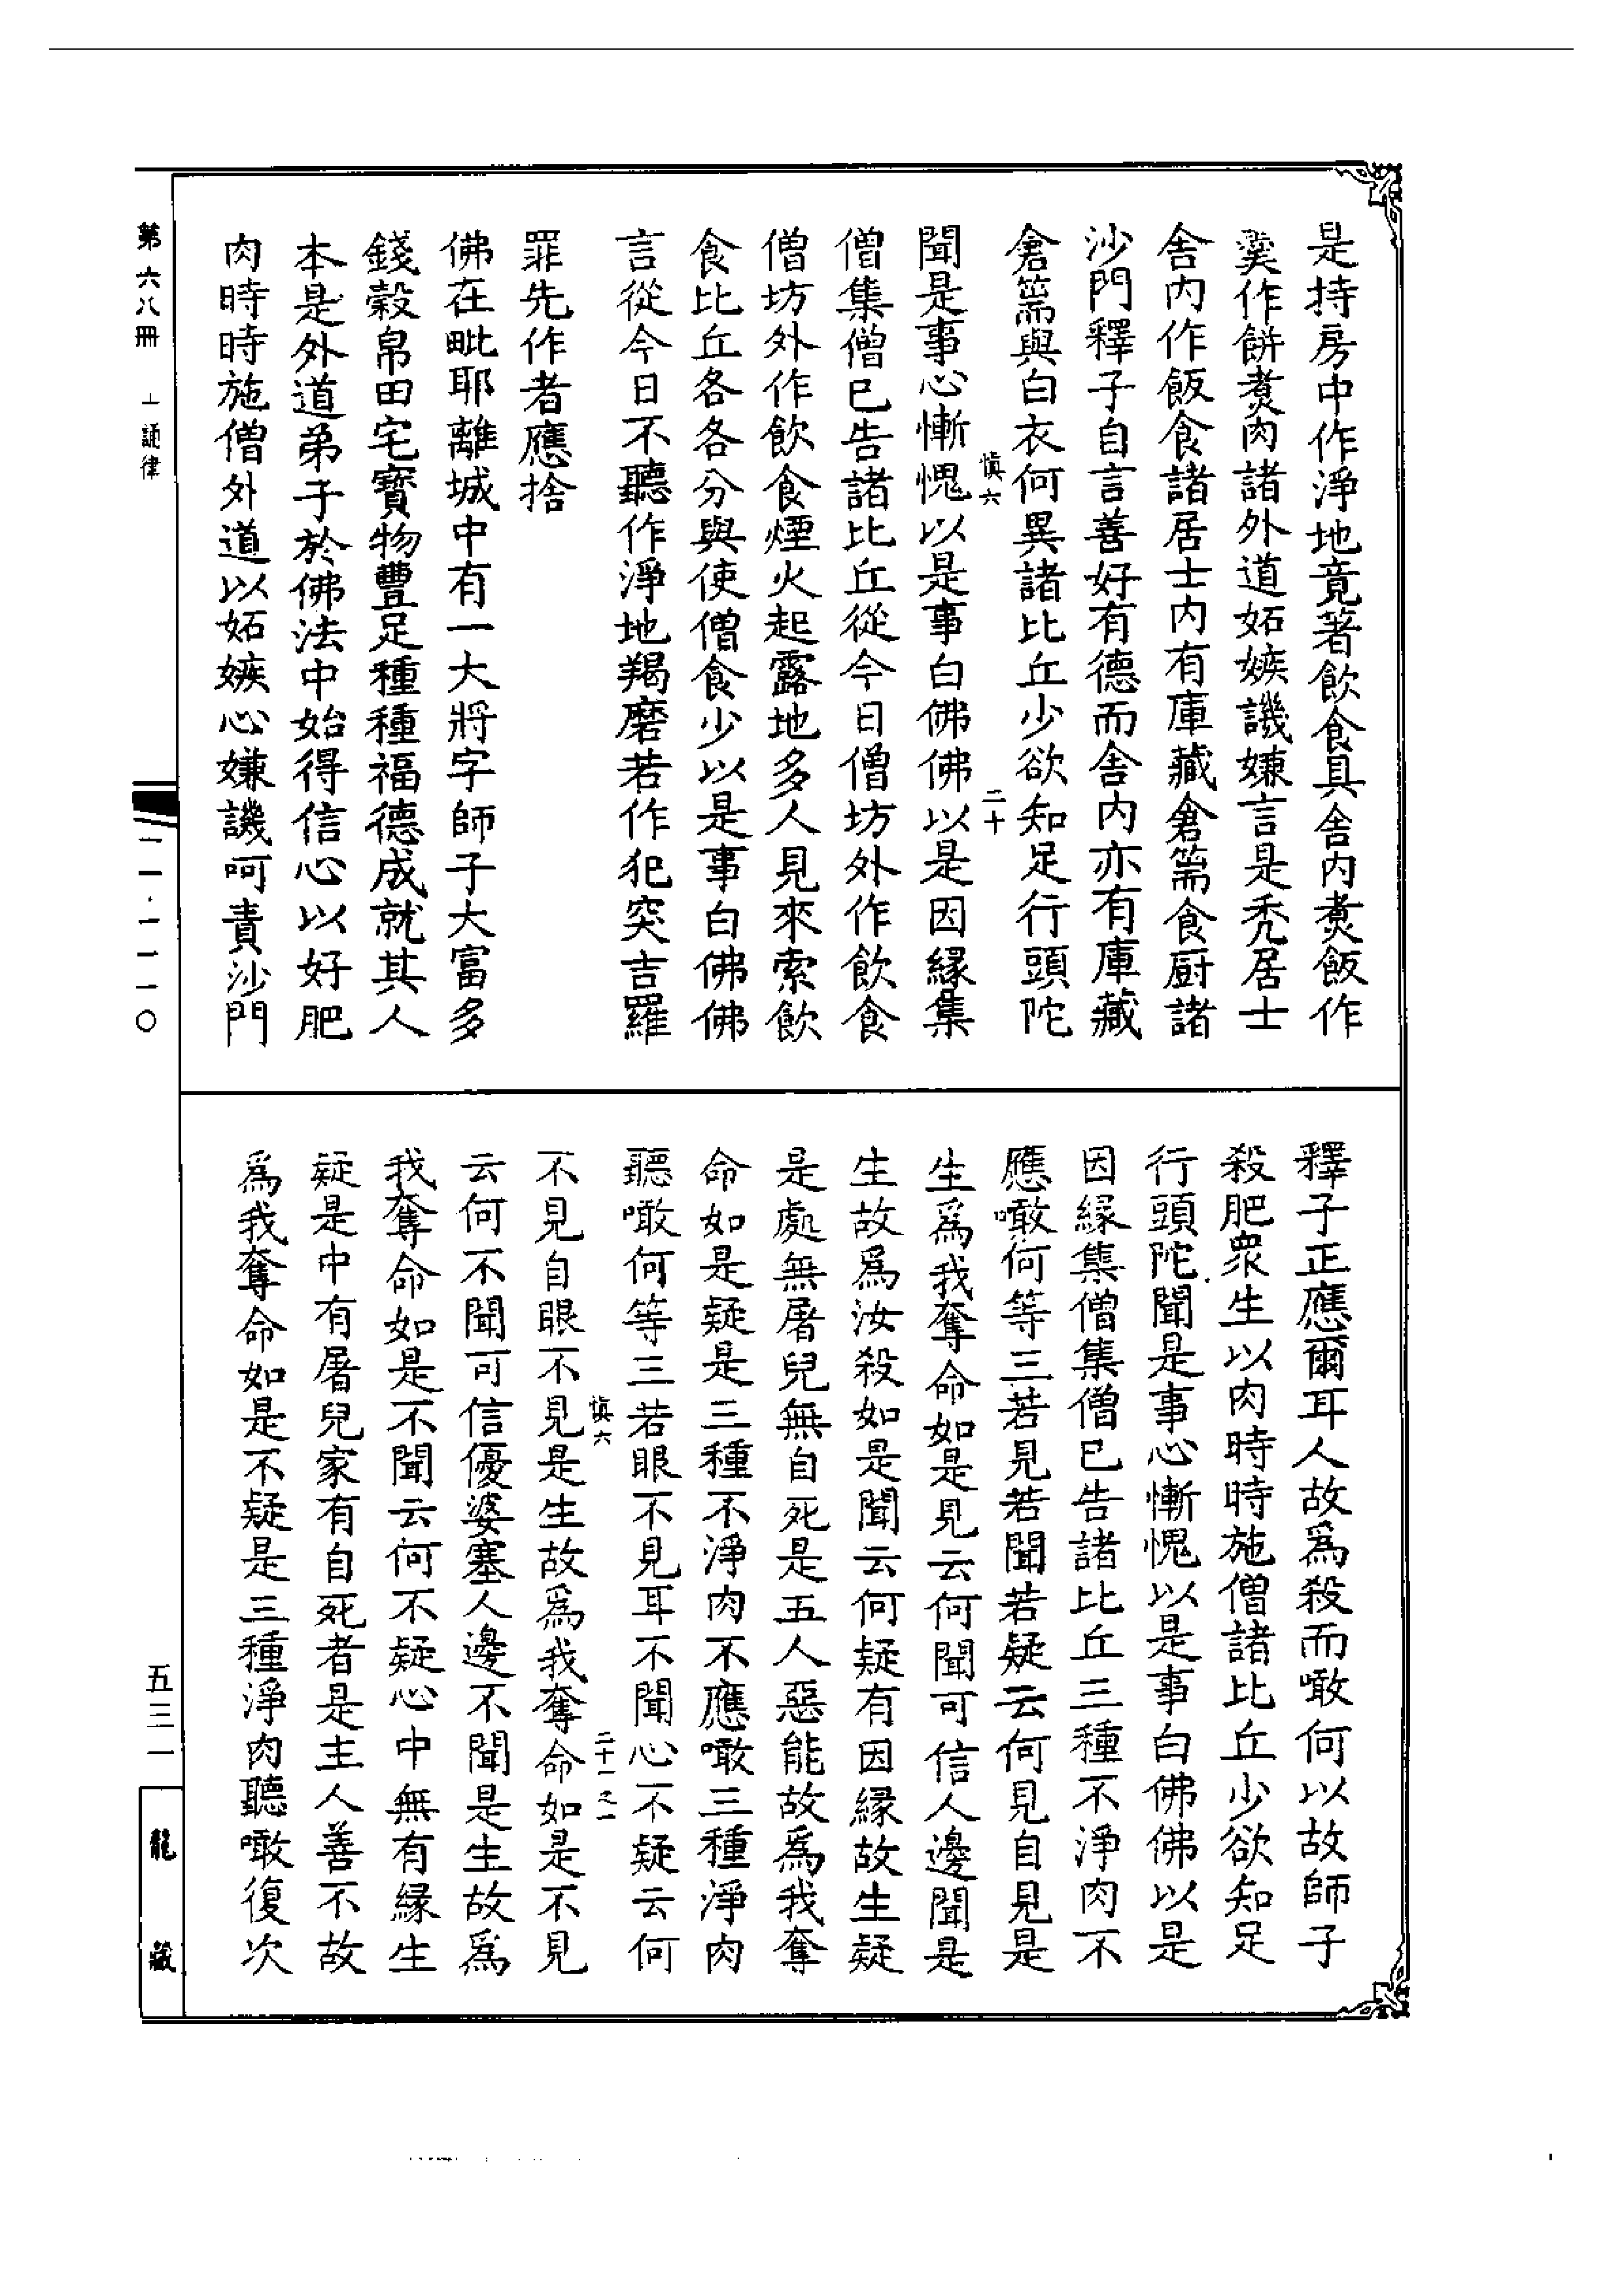 是持房中作淨地竟著飲食具舍內煮飯作
羹作餅煮肉諸外道妬嫉譏嫌言是禿居士
舍內作飯食諸居士內有庫藏倉篅食厨諸
沙門釋子自言善好有德而舍內亦有庫藏
倉篅與白衣何異諸比丘少欲知足行頭陀
慎六
二十
聞是事心慚愧以是事白佛佛以是因緣集
僧集僧已告諸比丘從今日僧坊外作飲食
僧坊外作飲食煙火起露地多人見來索飲
食比丘各各分與使僧食少以是事白佛佛
言從今日不聽作淨地羯磨若作犯突吉羅
罪先作者應捨
佛在毗耶離城中有一大將字師子大富多
錢穀帛田宅寶物豐足種種福德成就其人
本是外道弟子於佛法中始得信心以好肥
肉時時施僧外道以妬嫉心嫌譏呵責沙門
釋子正應爾耳人故爲殺而噉何以故師子
殺肥衆生以肉時時施僧諸比丘少欲知足
行頭陀聞是事心慚愧以是事白佛佛以是
因緣集僧集僧已告諸比丘三種不淨肉不
應噉何等三若見若聞若疑云何見自見是
生爲我奪命如是見云何聞可信人邊聞是
生故爲汝殺如是聞云何疑有因緣故生疑
是處無屠兒無自死是五人惡能故爲我奪
命如是疑是三種不淨肉不應噉三種淨肉
聽噉何等三若眼不見耳不聞心不疑云何
慎六
二十一之一
不見自眼不見是生故爲我奪命如是不見
云何不聞可信優婆塞人邊不聞是生故爲
我奪命如是不聞云何不疑心中無有緣生
疑是中有屠兒家有自死者是主人善不故
爲我奪命如是不疑是三種淨肉聽噉復次
第六八冊 十誦律
一一·一一一〇
五三一
龍藏